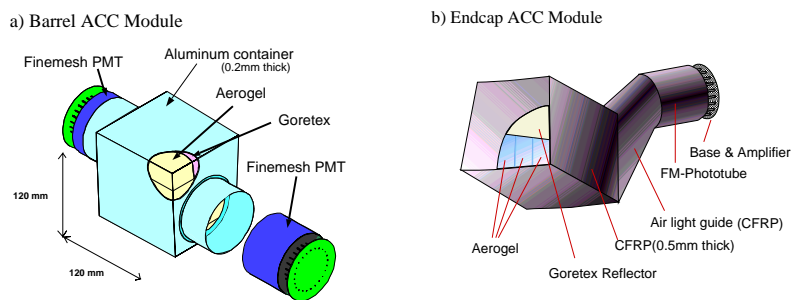 a) Barrel ACC Module
Aluminum container
(0.2mm thick)
Finemesh PMT
Aerogel
Goretex
Finemesh PMT
120 mm
120 mm
b) Endcap ACC Module
Base & Amplifier
FM-Phototube
Air light guide (CFRP)
CFRP(0.5mm thick)
Aerogel
Goretex Reflector